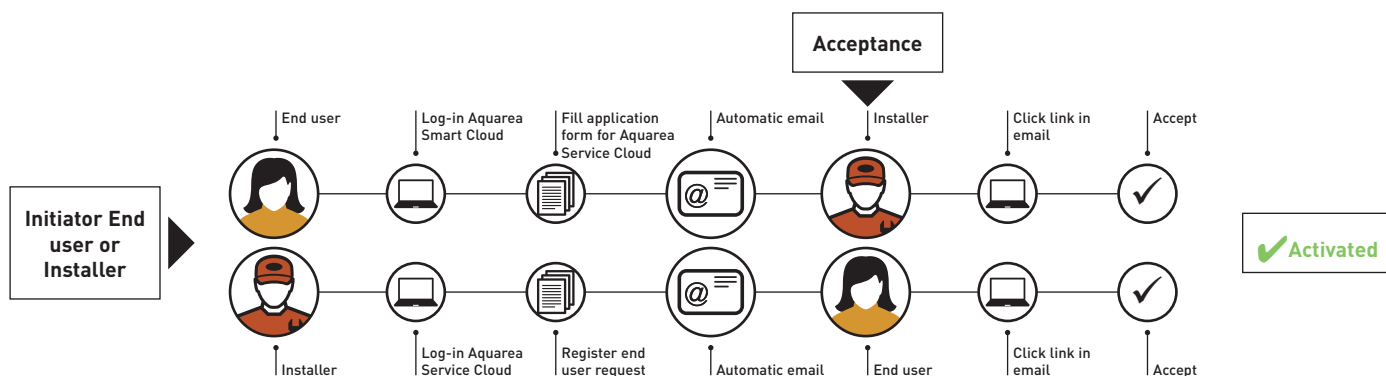 Acceptance
End user
Log-in Aquarea
Smart Cloud
Fill application
form for Aquarea
Service Cloud
Automatic email
Installer
Click link in
email
Accept
@
Initiator End
user or
Installer
Activated
@
Installer
Log-in Aquarea
Service Cloud
Register end
user request
Automatic email
End user
Click link in
email
Accept